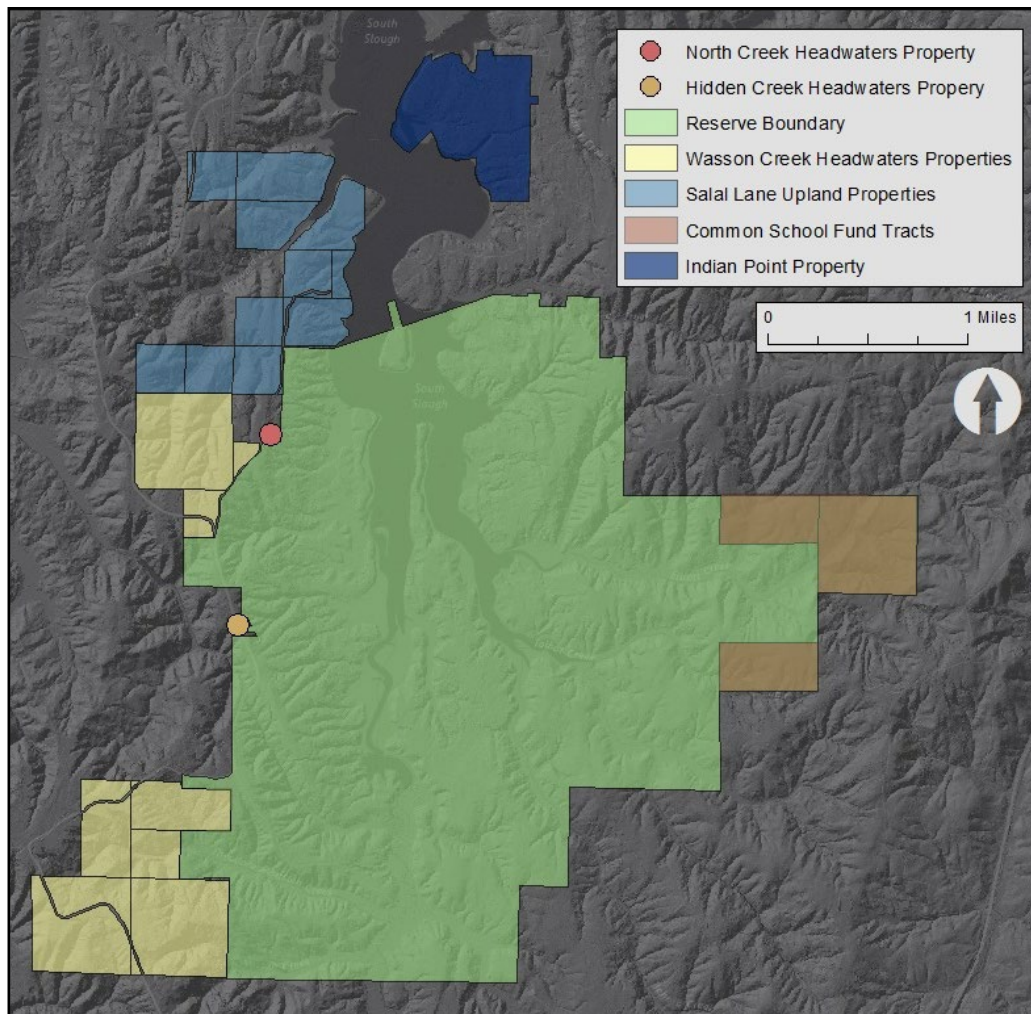 South
Slough
North Creek Headwaters Property
Hidden Creek Headwaters Propery
Reserve Boundary
Wasson Creek Headwaters Properties
Salal Lane Upland Properties
Common School Fund Tracts
Indian Point Property
0 1 Miles
South
Slough